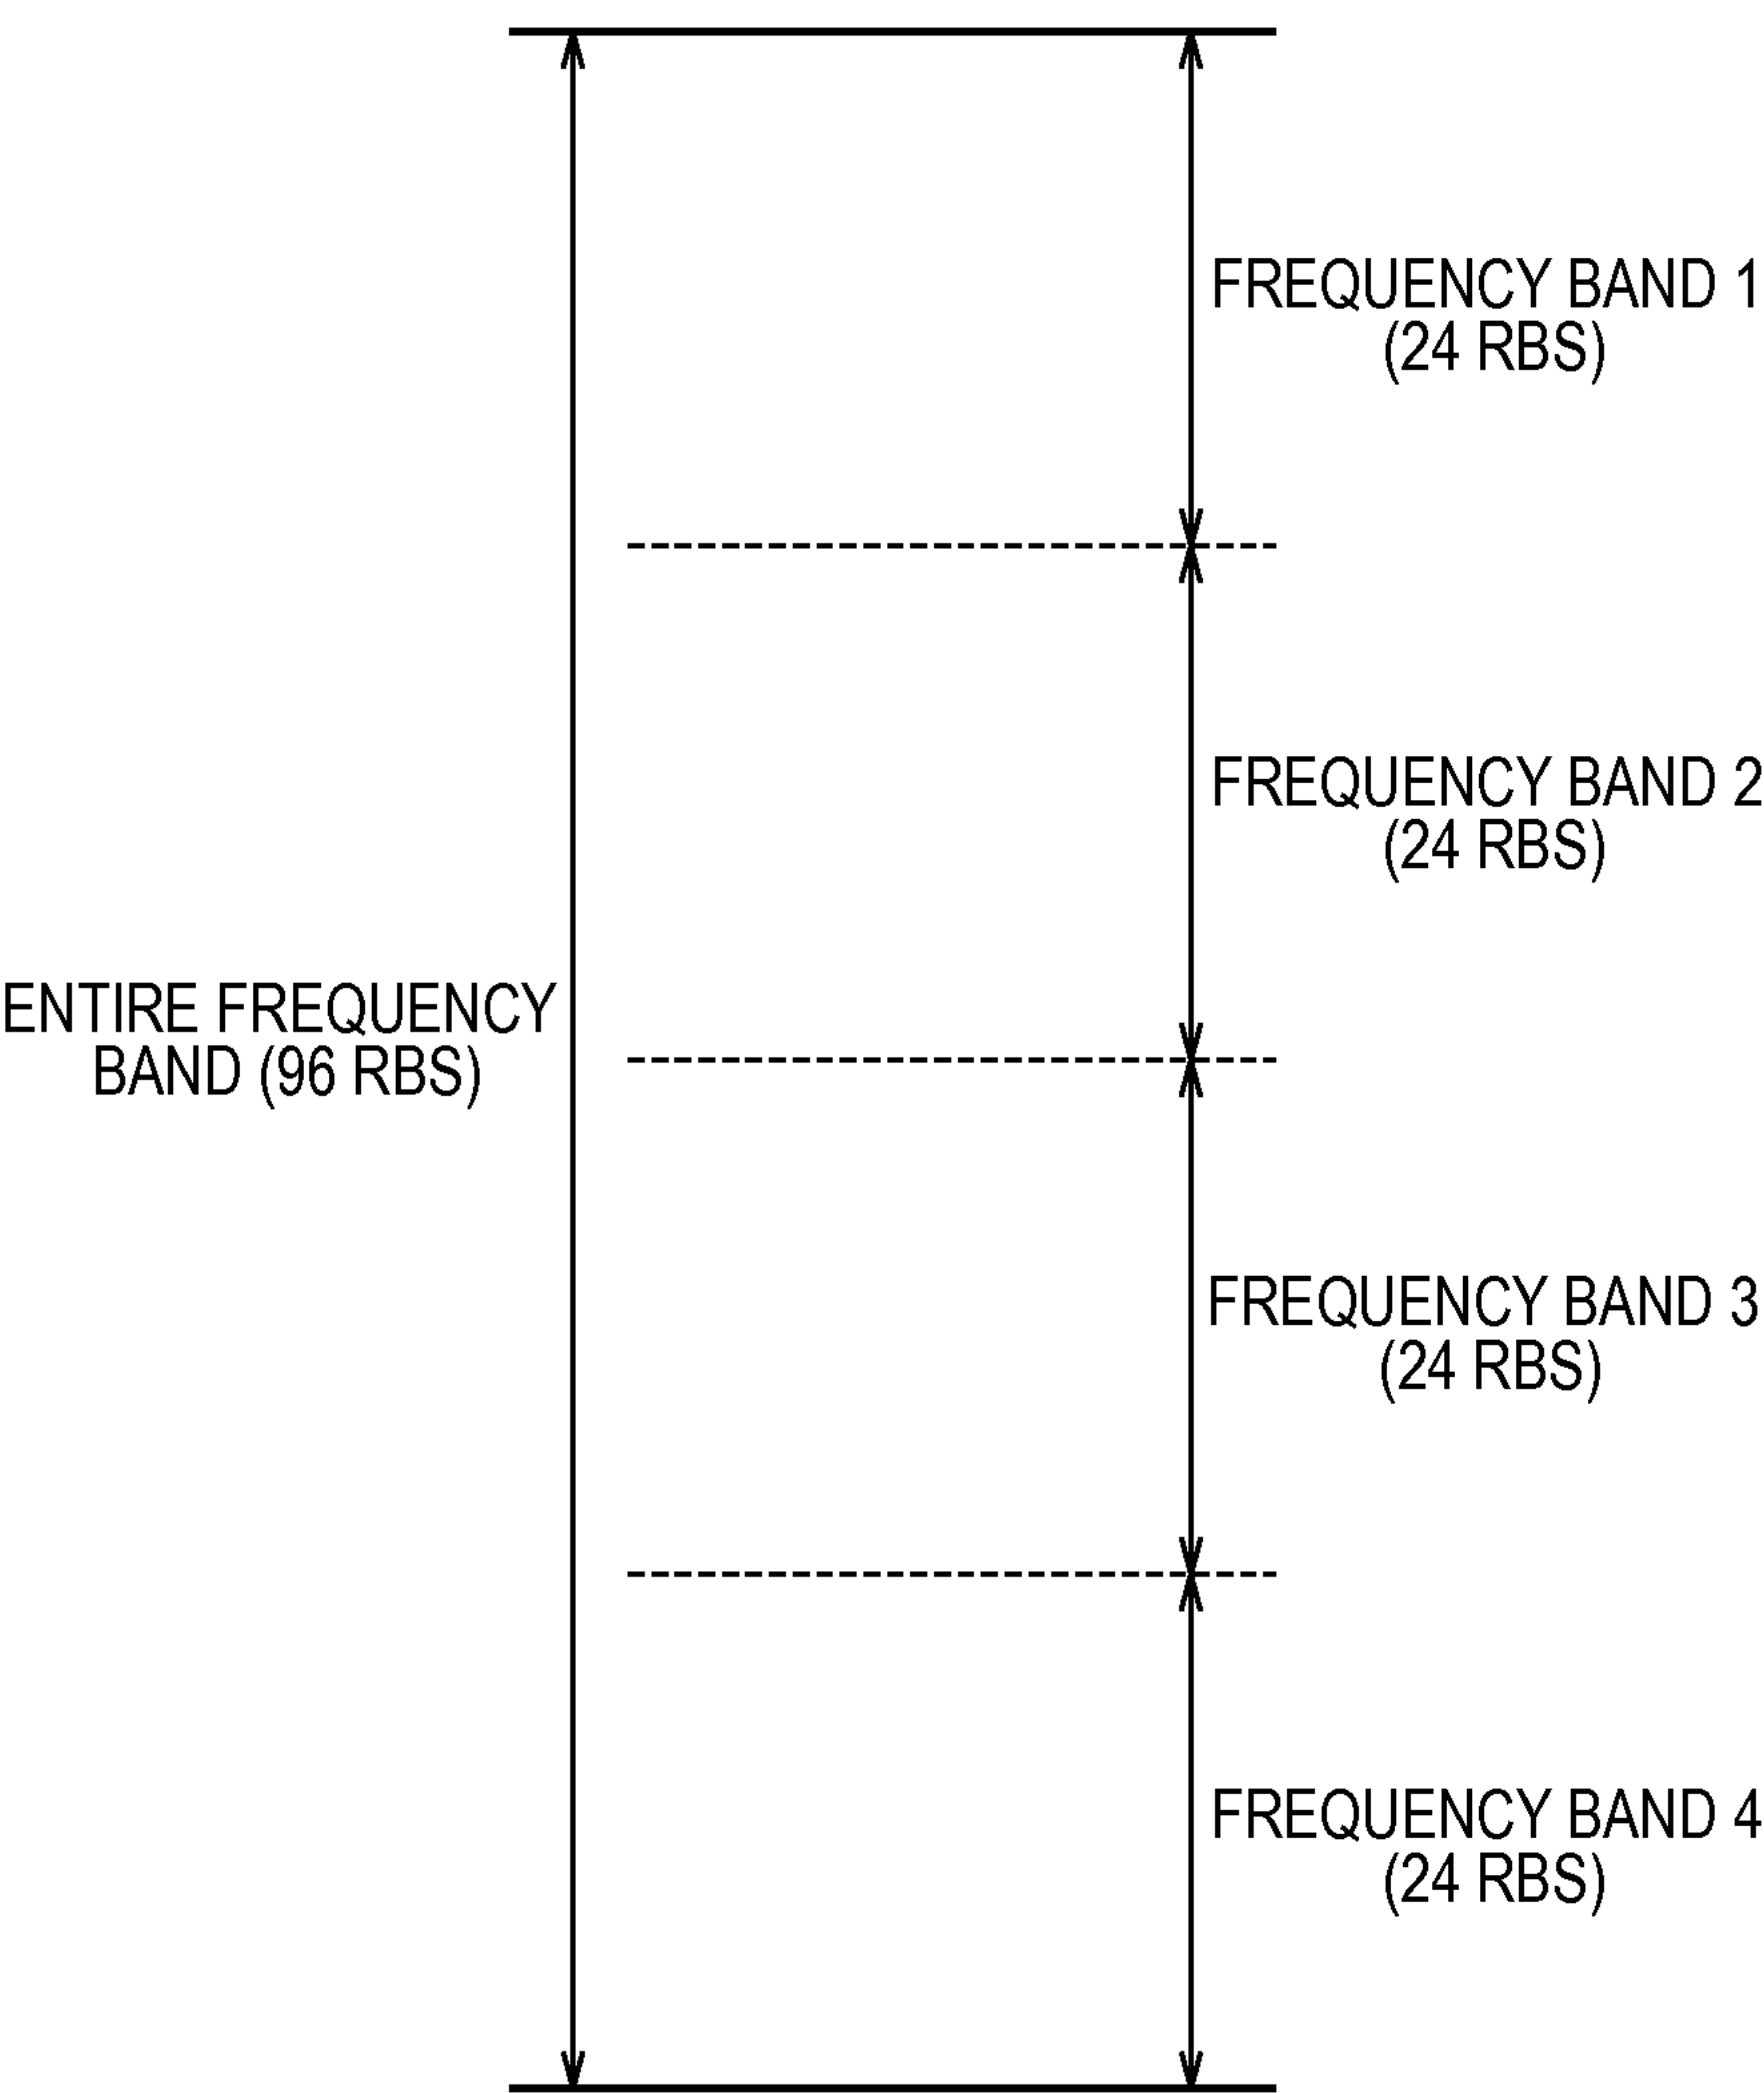 FREQUENCY BAND 1
(24 RBS)
FREQUENCY BAND 2
(24 RBS)
ENTIRE FREQUENCY
BAND (96 RBS)
FREQUENCY BAND 3
(24 RBS)
FREQUENCY BAND 4
(24 RBS)